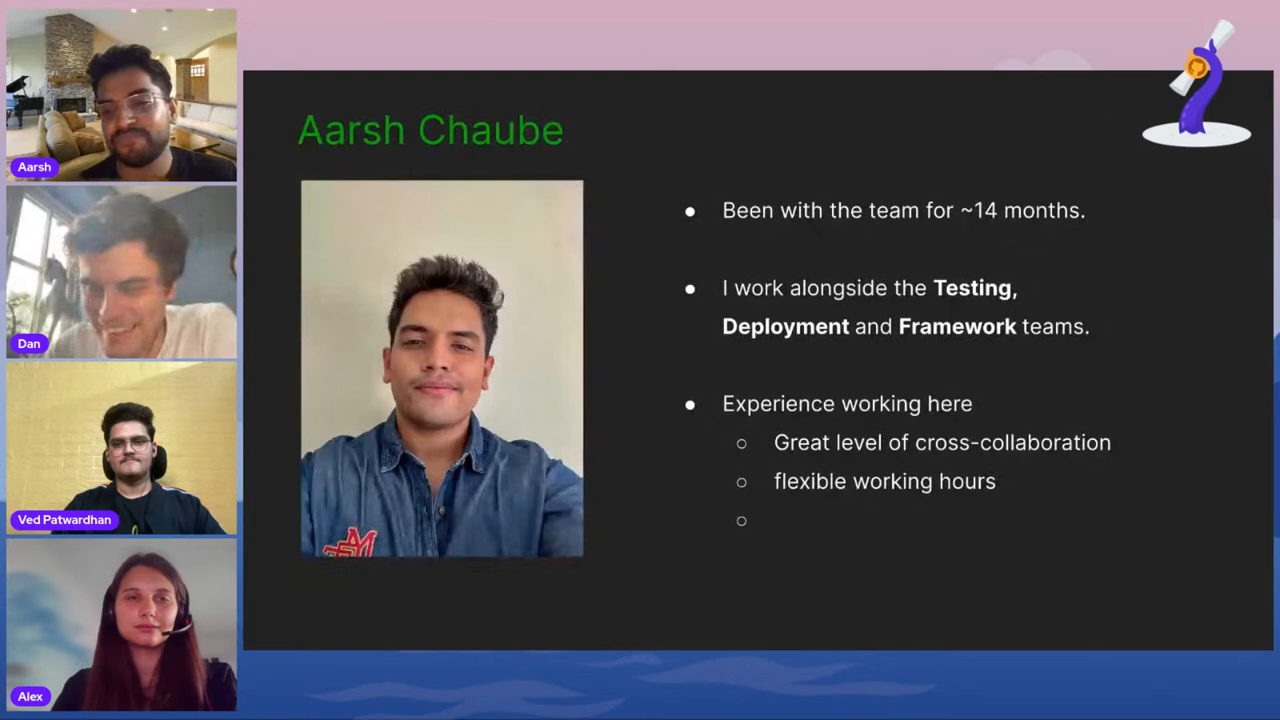 Aarsh
Dan
Ved Patwardhan
Alex
Aarsh Chaube
Been with the team for ~14 months.
I work alongside the Testing,
Deployment and Framework teams.
Experience working here
Great level of cross-collaboration
flexible working hours